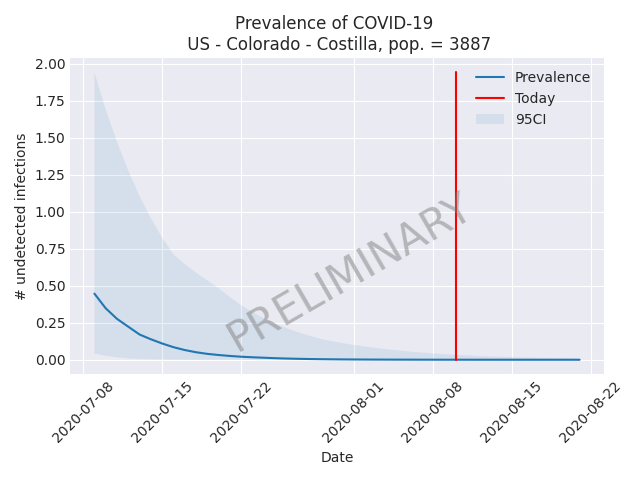 Prevalence of COVID-19
US - Colorado - Costilla, pop. = 3887
2.00
1.75
1.50
1.25
1.00
0.75
0.50
0.25
0.00
# undetected infections
Prevalence
Today
95CI
PRELIMINARY
2020-07-08
2020-07-15
2020-07-22
2020-08-01
2020-08-08
2020-08-15
2020-08-22
Date